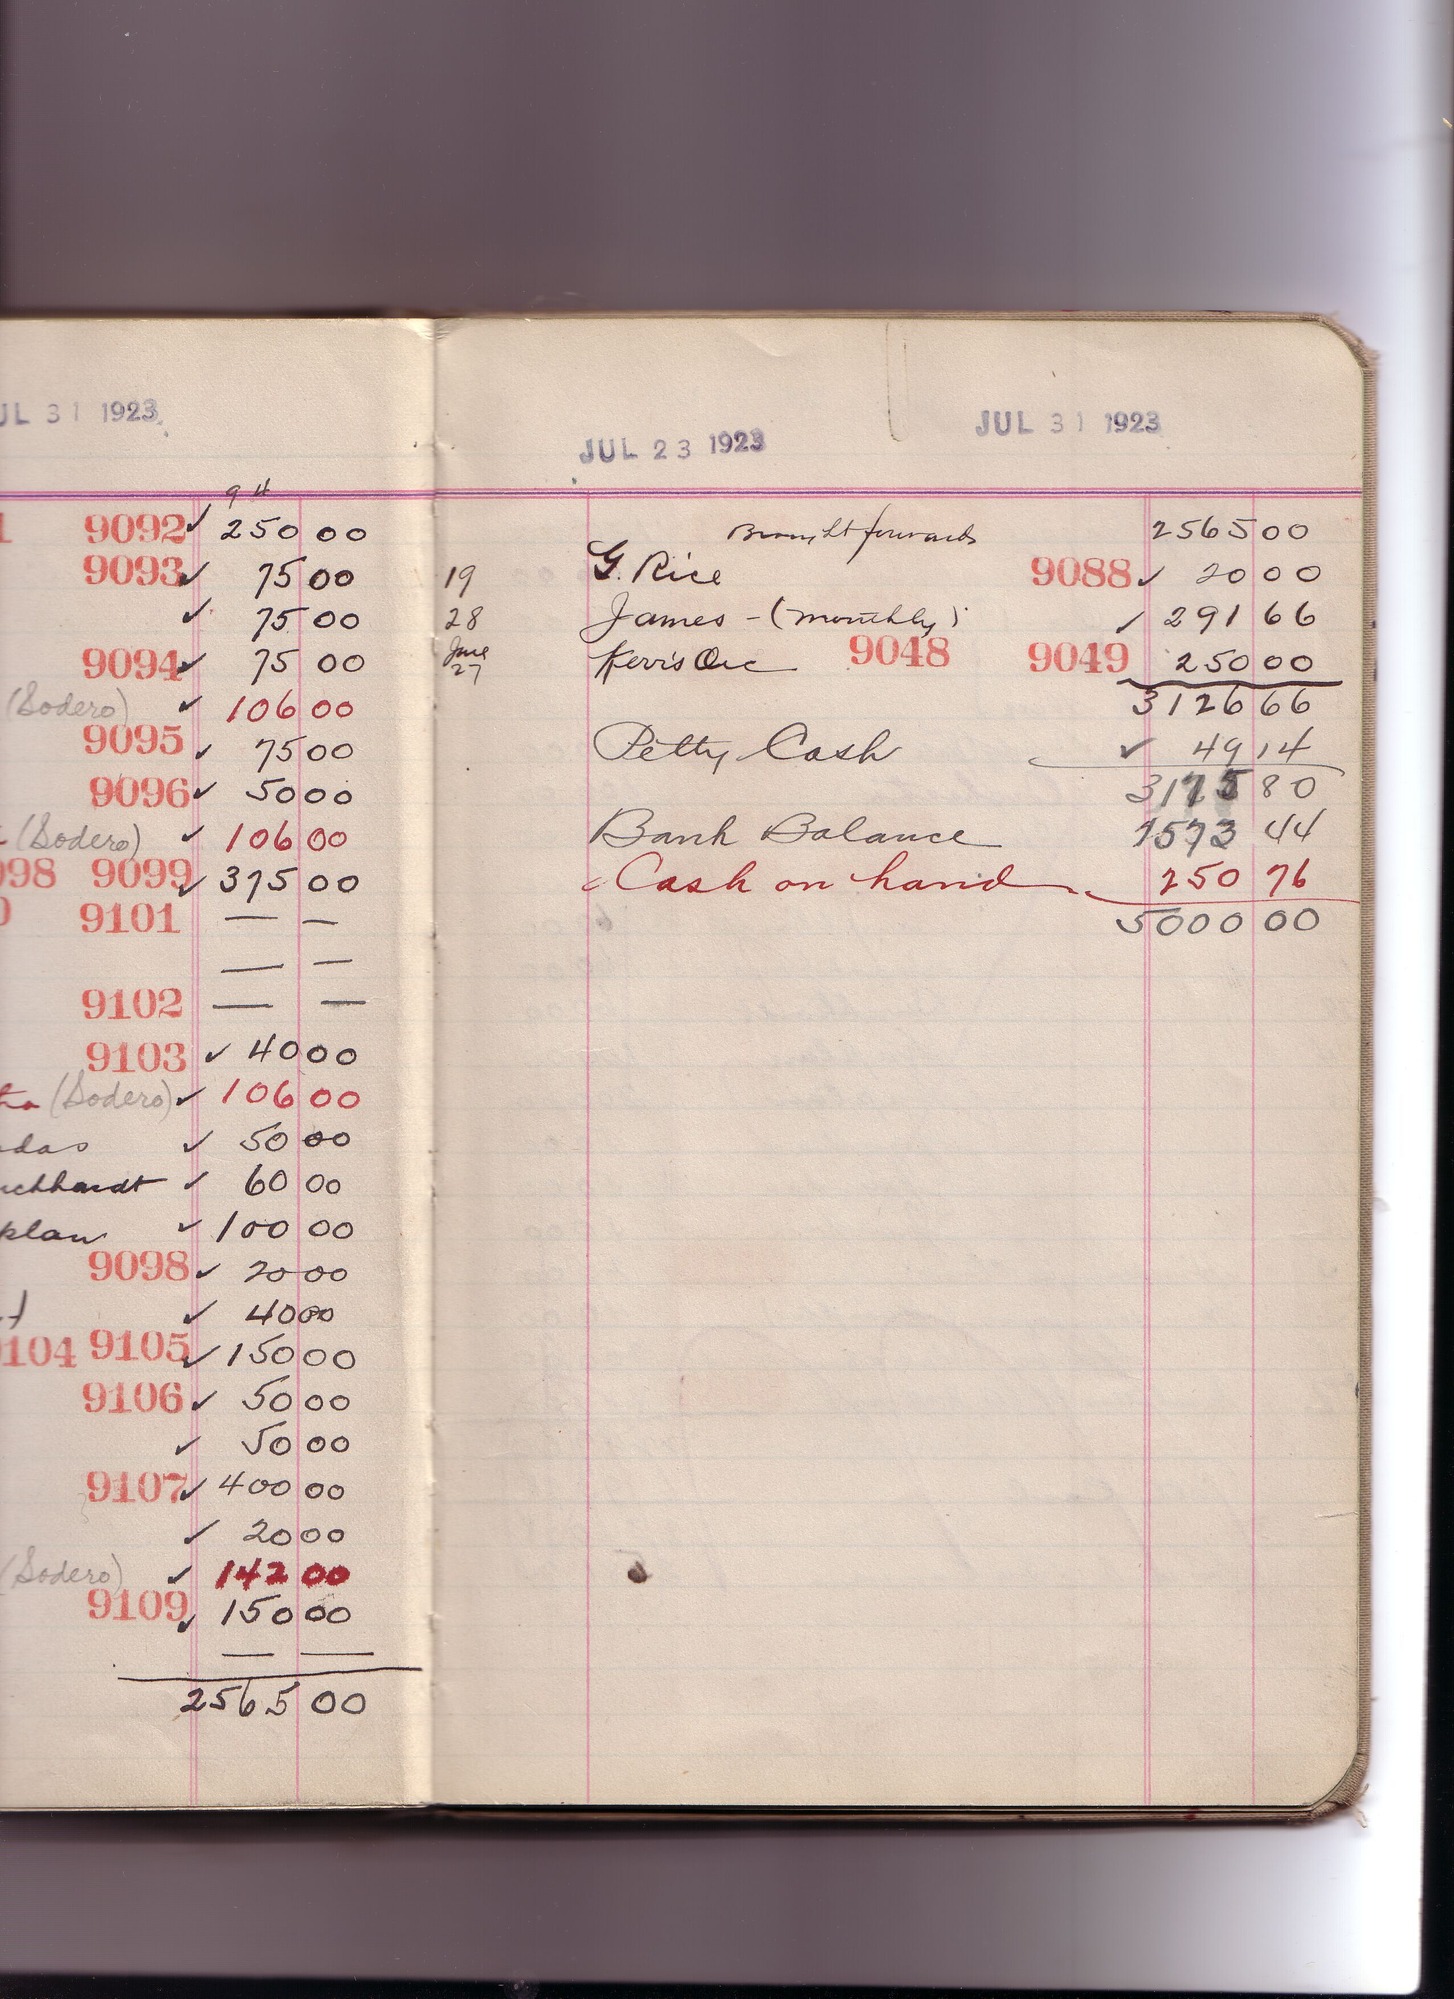 JUL 31 1923
94
9092 ✓ 250 00
9093 ✓ 75 00
✓ 75 00
9094 ✓ 75 00
(Sodero) ✓ 106 00
9095 ✓ 75 00
9096 ✓ 50 00
(Sodero) ✓ 106 00
098 9099 ✓ 375 00
9101 — —
— —
9102 — —
9103 ✓ 40 00
(Sodero) ✓ 106 00
✓ 50 00
✓ 60 00
✓ 100 00
9098 ✓ 20 00
✓ 40 00
9104 9105 ✓ 150 00
9106 ✓ 50 00
✓ 50 00
9107 ✓ 400 00
✓ 20 00
(Sodero) ✓ 142 00
9109 ✓ 150 00
— —
2565 00
JUL 23 1923 JUL 31 1923
Brought forwards 2565 00
19 G. Rice 9088 ✓ 20 00
28 James - (monthly) ✓ 291 66
June 27 9048 9049 250 00
3126 66
Petty Cash ✓ 49 14
3175 80
Bank Balance 1573 44
Cash on hand 250 76
5000 00